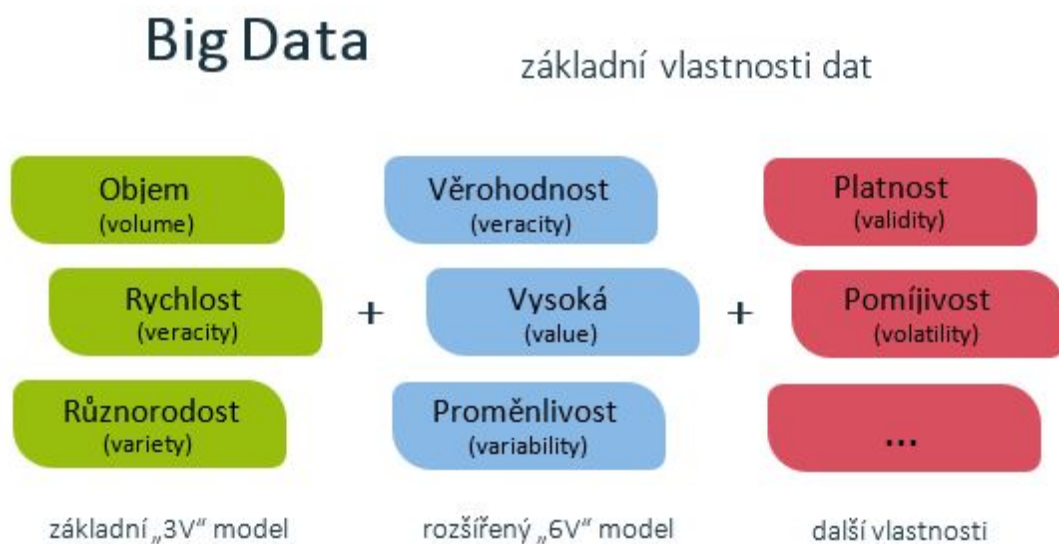 Big Data
základní vlastnosti dat
Objem
(volume)
Rychlost
(veracity)
Různorodost
(variety)
základní „3V“ model
+
Věrohodnost
(veracity)
Vysoká
(value)
Proměnlivost
(variability)
rozšířený „6V“ model
+
Platnost
(validity)
Pomíjivost
(volatility)
...
další vlastnosti